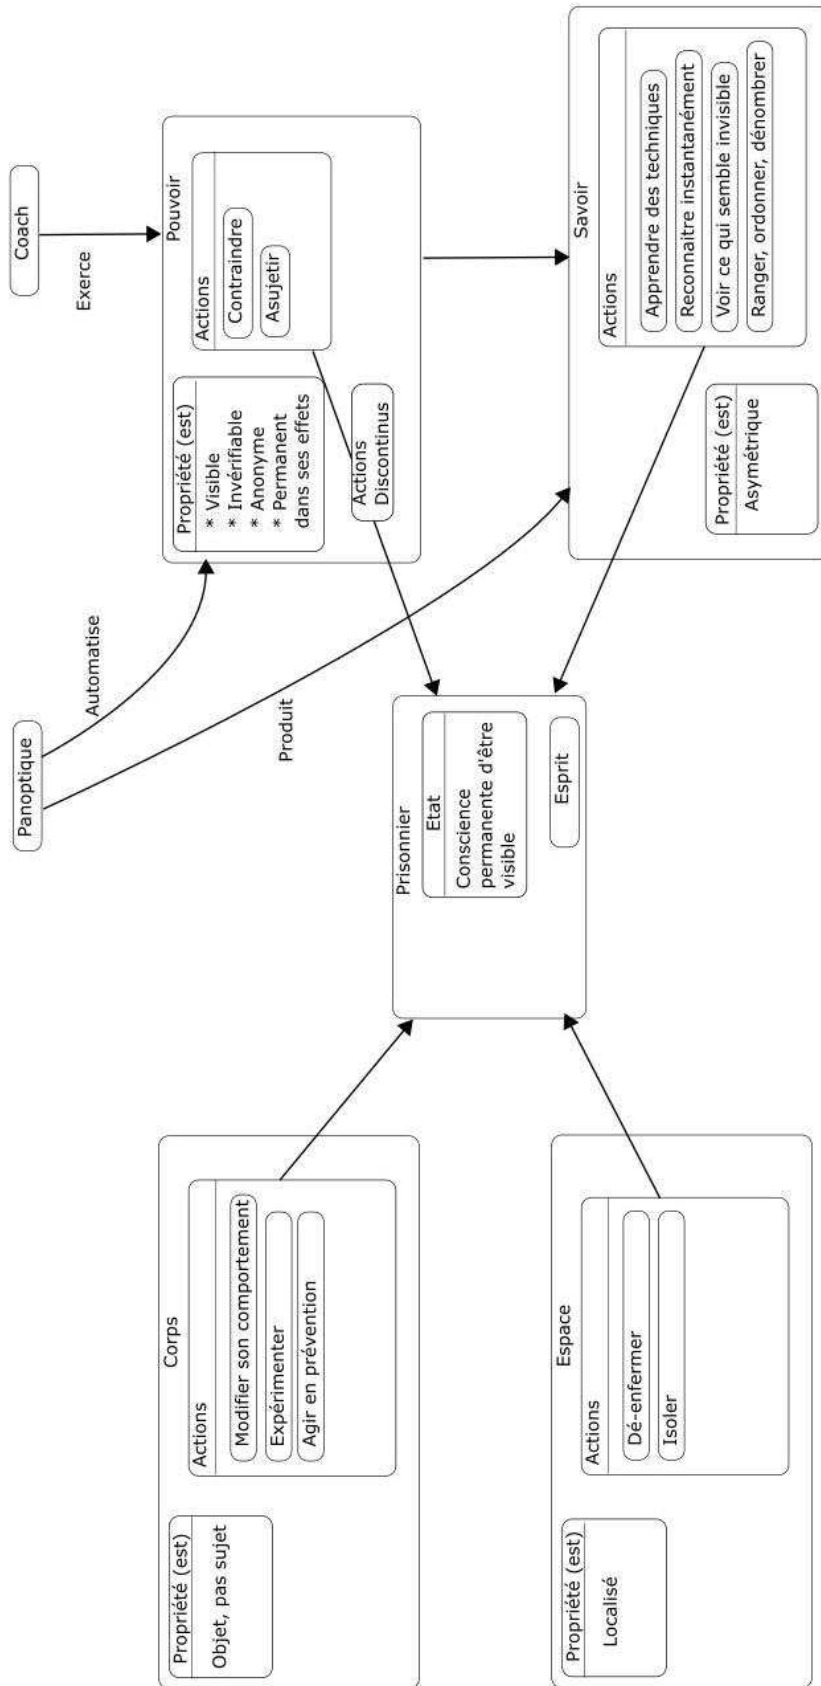 Panoptique
Coach
Automatise
Exerce
Produit
Corps
Propriété (est)
Objet, pas sujet
Actions
Modifier son comportement
Expérimenter
Agir en prévention
Pouvoir
Propriété (est)
* Visible
* Invérifiable
* Anonyme
* Permanent
dans ses effets
Actions
Contraindre
Asujetir
Actions
Discontinus
Prisonnier
Etat
Conscience
permanente d'être
visible
Esprit
Espace
Propriété (est)
Localisé
Actions
Dé-enfermer
Isoler
Savoir
Propriété (est)
Asymétrique
Actions
Apprendre des techniques
Reconnaitre instantanément
Voir ce qui semble invisible
Ranger, ordonner, dénombrer